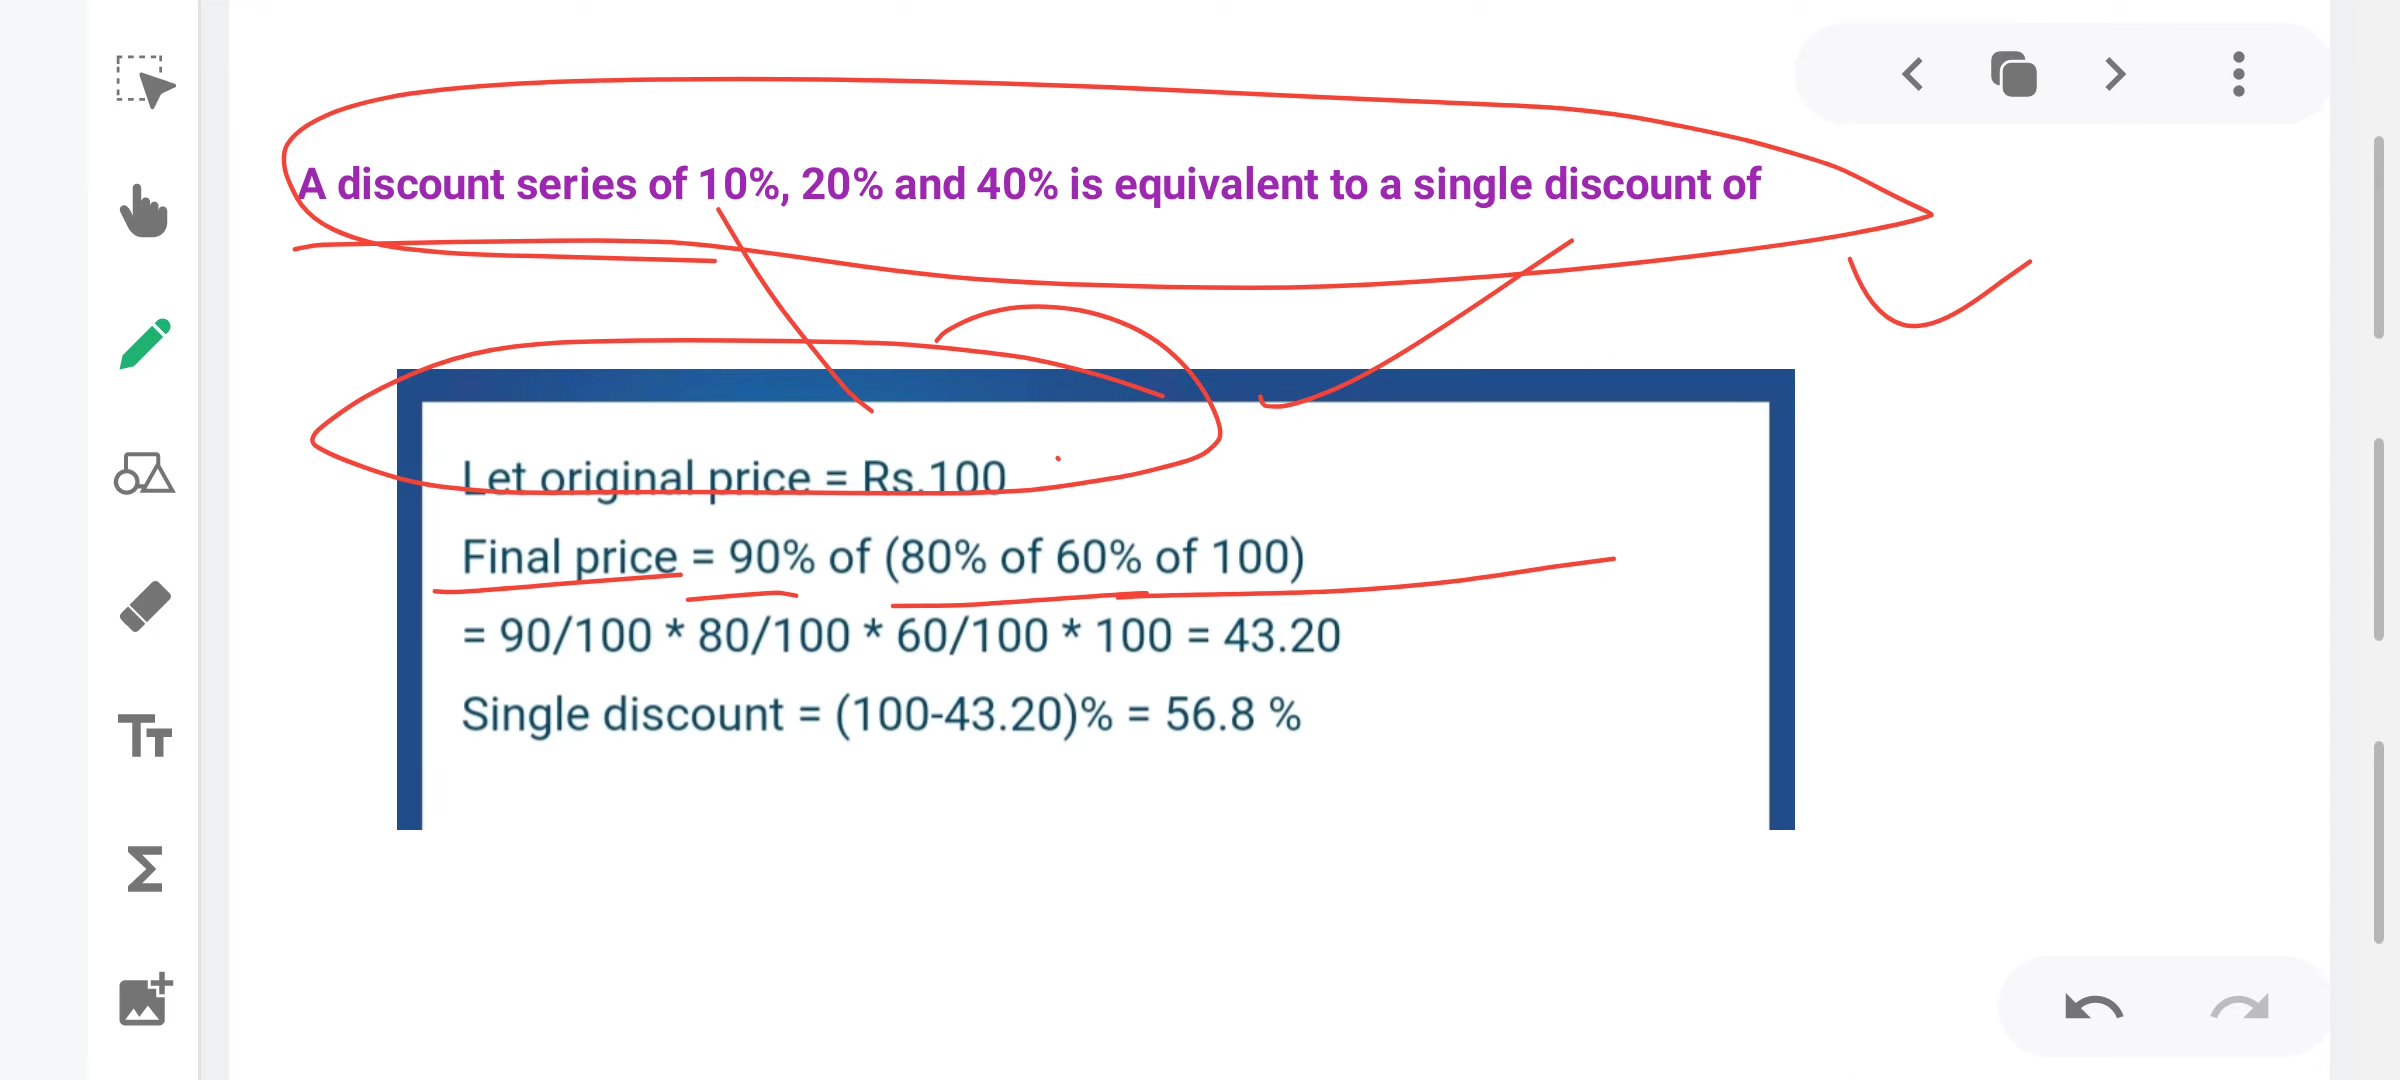 A discount series of 10%, 20% and 40% is equivalent to a single discount of
Let original price = Rs.100
Final price = 90% of (80% of 60% of 100)
= 90/100 * 80/100 * 60/100 * 100 = 43.20
Single discount = (100-43.20)% = 56.8 %